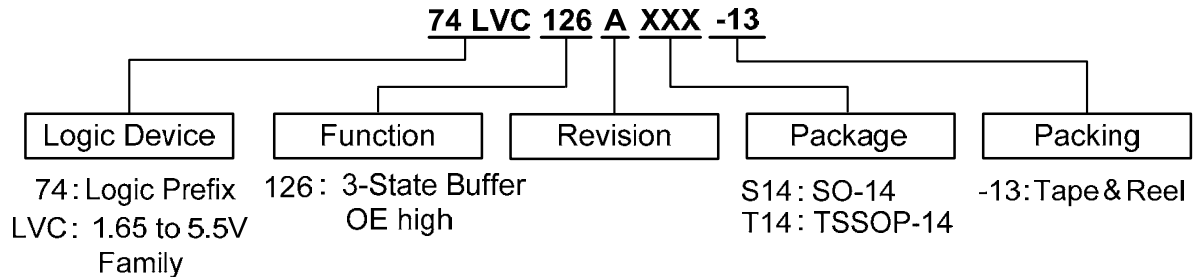 74 LVC 126 A XXX -13
Logic Device
Function
Revision
Package
Packing
74: Logic Prefix
LVC: 1.65 to 5.5V
Family
126: 3-State Buffer
OE high
S14: SO-14
T14: TSSOP-14
-13: Tape & Reel